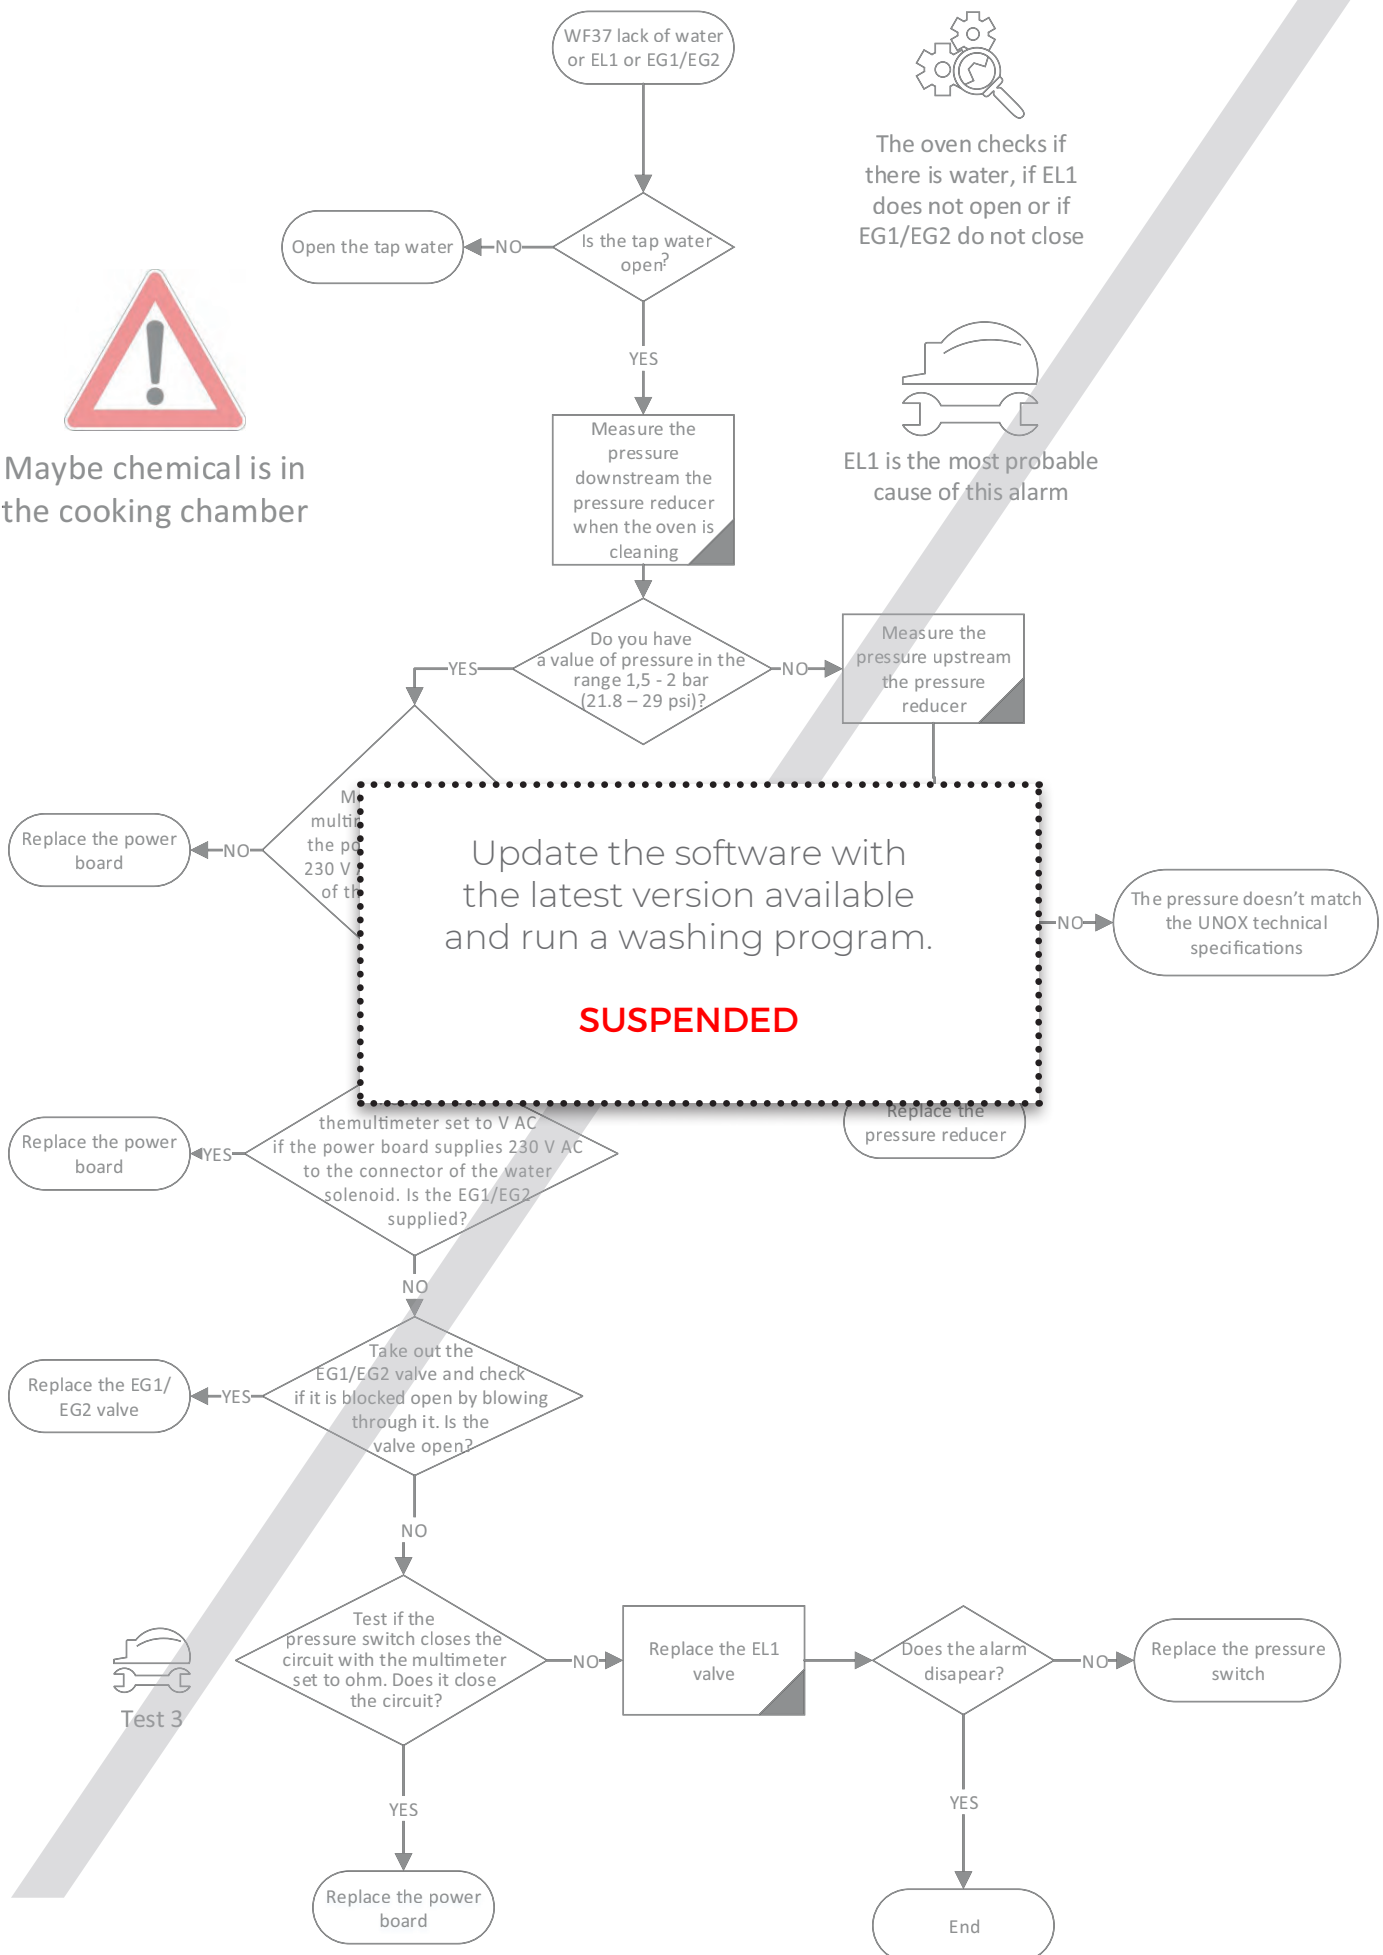 WF37 lack of water
or EL1 or EG1/EG2
The oven checks if
there is water, if EL1
does not open or if
EG1/EG2 do not close
Open the tap water
NO
Is the tap water
open?
YES
Maybe chemical is in
the cooking chamber
EL1 is the most probable
cause of this alarm
Measure the
pressure
downstream the
pressure reducer
when the oven is
cleaning
Do you have
a value of pressure in the
range 1,5 - 2 bar
(21.8 – 29 psi)?
YES
NO
Measure the
pressure upstream
the pressure
reducer
Replace the power
board
NO
the
230 V
of
Update the software with
the latest version available
and run a washing program.
SUSPENDED
NO
The pressure doesn't match
the UNOX technical
specifications
Replace the
pressure reducer
Replace the power
board
YES
themultimeter set to V AC
if the power board supplies 230 V AC
to the connector of the water
solenoid. Is the EG1/EG2
supplied?
NO
Replace the EG1/
EG2 valve
YES
Take out the
EG1/EG2 valve and check
if it is blocked open by blowing
through it. Is the
valve open?
NO
Test 3
Test if the
pressure switch closes the
circuit with the multimeter
set to ohm. Does it close
the circuit?
NO
Replace the EL1
valve
Does the alarm
disapear?
NO
Replace the pressure
switch
YES
YES
Replace the power
board
End